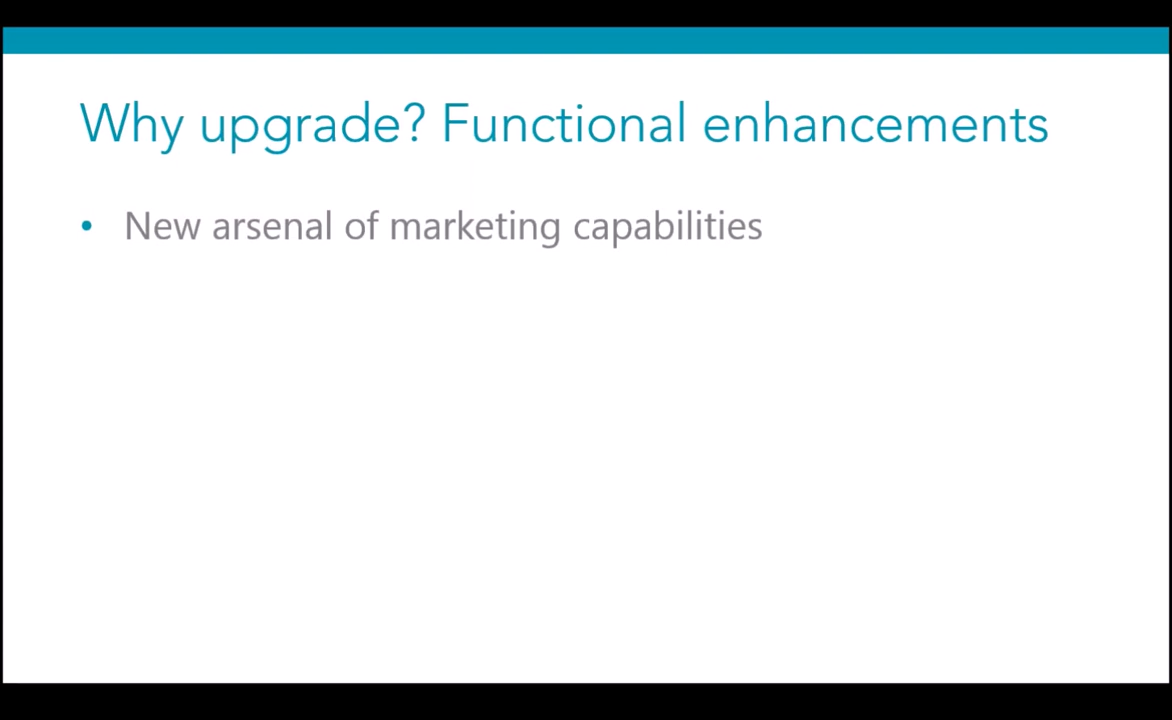 Why upgrade? Functional enhancements
• New arsenal of marketing capabilities